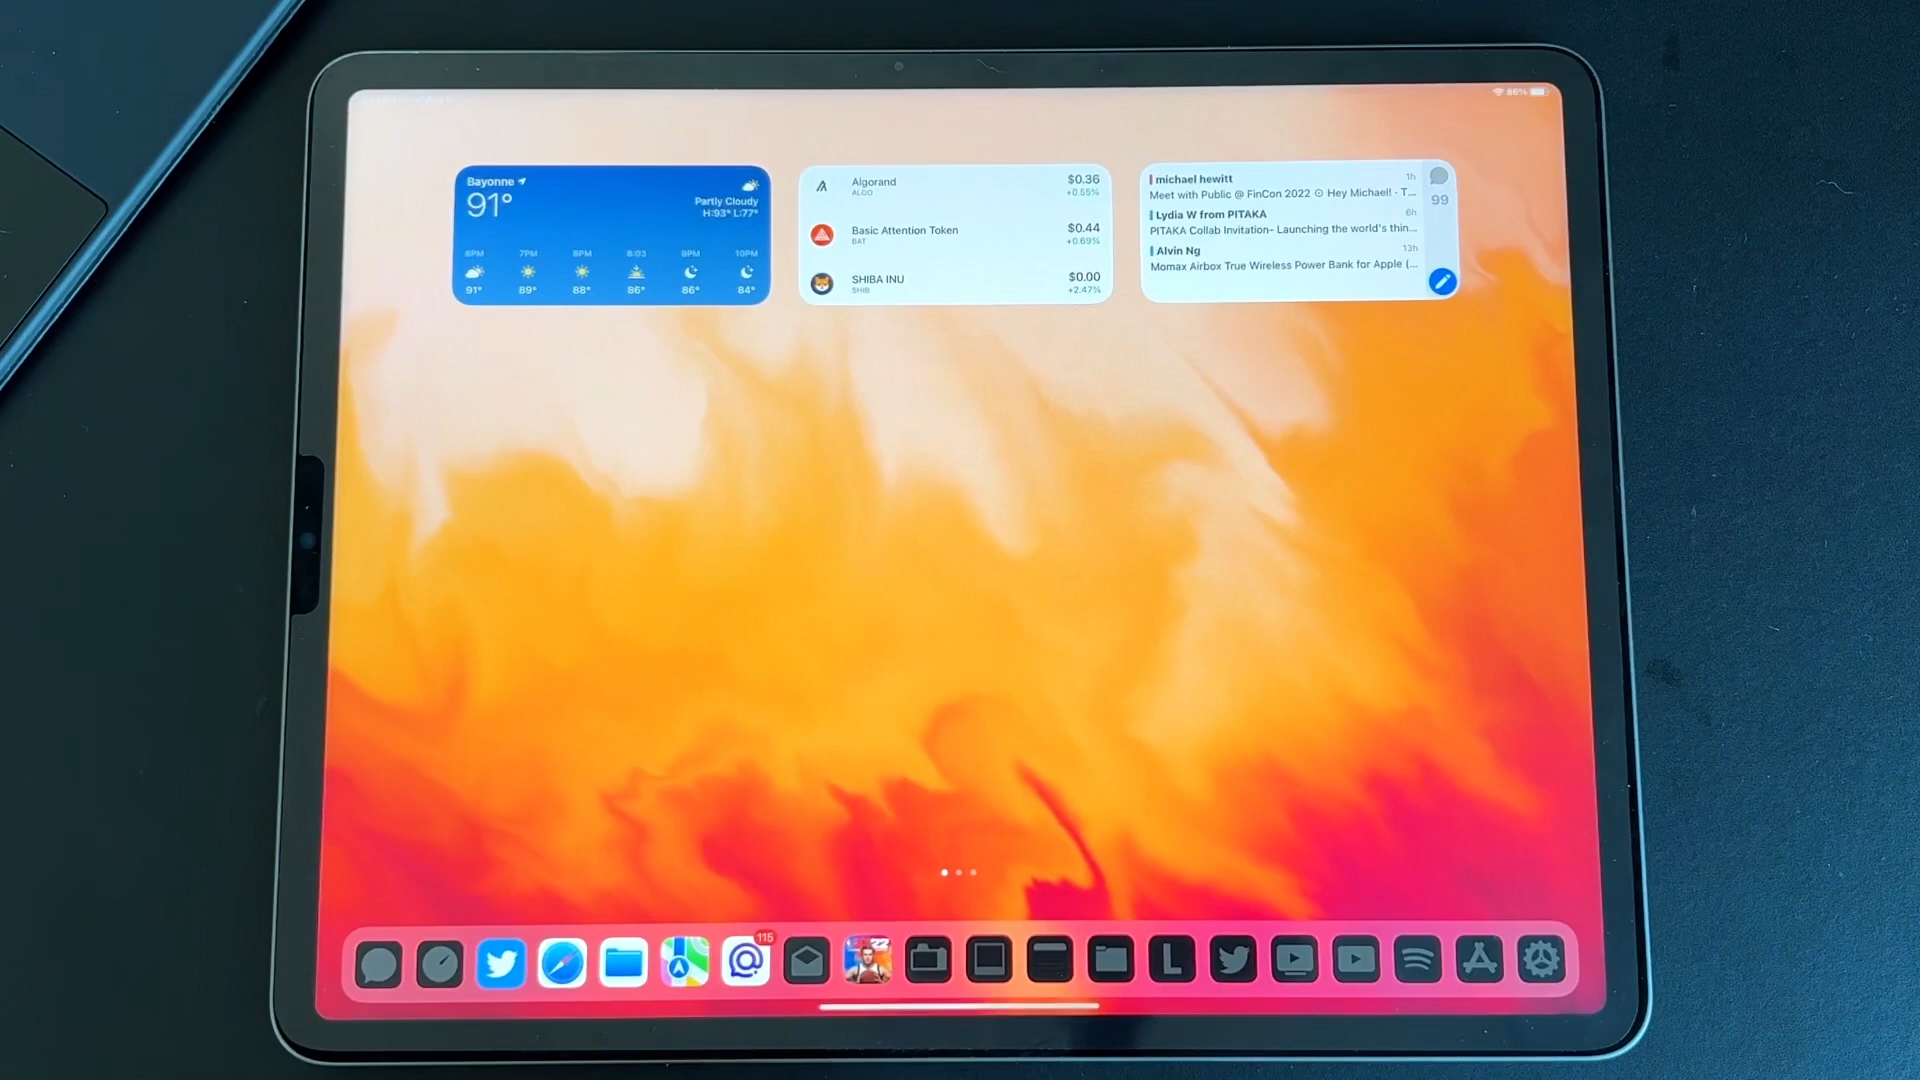 86%
Bayonne
91°
Partly Cloudy
H:93° L:77°
6PM 7PM 8PM 8:03 9PM 10PM
91° 89° 88° 86° 86° 84°
Algorand $0.36
ALGO +0.55%
Basic Attention Token $0.44
BAT +0.69%
SHIBA INU $0.00
SHIB +2.47%
michael hewitt 1h
Meet with Public @ FinCon 2022 Hey Michael! · T...
99
Lydia W from PITAKA 6h
PITAKA Collab Invitation- Launching the world's thin...
Alvin Ng 13h
Momax Airbox True Wireless Power Bank for Apple (...
115
22
L